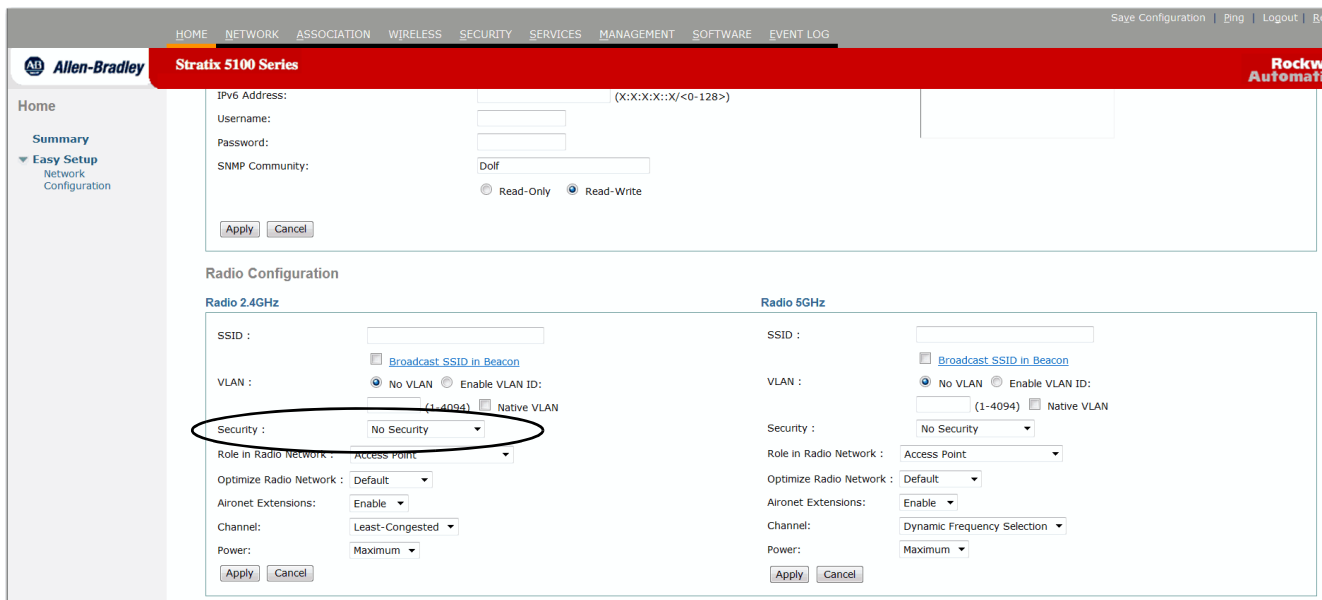 Save Configuration | Ping | Logout |
HOME NETWORK ASSOCIATION WIRELESS SECURITY SERVICES MANAGEMENT SOFTWARE EVENT LOG
AB Allen-Bradley
Stratix 5100 Series
Home
Summary
Easy Setup
Network
Configuration
IPv6 Address: (X:X:X:X::X/<0-128>)
Username:
Password:
SNMP Community: Dolf
Read-Only Read-Write
Apply Cancel
Radio Configuration
Radio 2.4GHz
SSID :
Broadcast SSID in Beacon
VLAN : No VLAN Enable VLAN ID:
(1-4094) Native VLAN
Security : No Security
Role in Radio Network : Access Point
Optimize Radio Network : Default
Aironet Extensions: Enable
Channel: Least-Congested
Power: Maximum
Apply Cancel
Radio 5GHz
SSID :
Broadcast SSID in Beacon
VLAN : No VLAN Enable VLAN ID:
(1-4094) Native VLAN
Security : No Security
Role in Radio Network : Access Point
Optimize Radio Network : Default
Aironet Extensions: Enable
Channel: Dynamic Frequency Selection
Power: Maximum
Apply Cancel